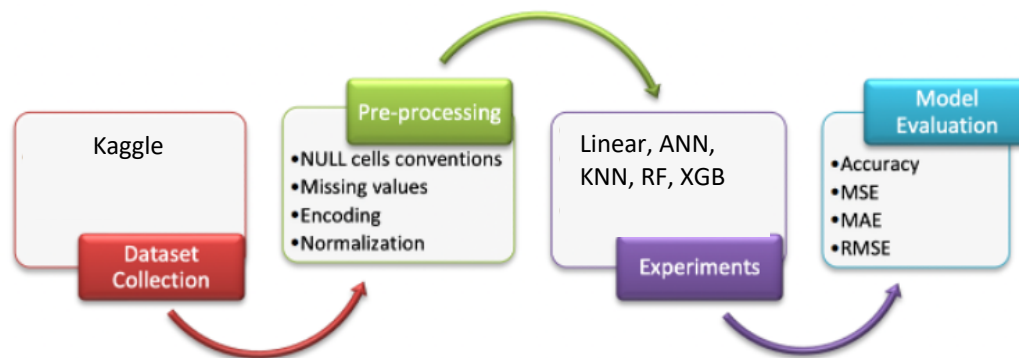 Kaggle
Dataset
Collection
Pre-processing
•NULL cells conventions
•Missing values
•Encoding
•Normalization
Linear, ANN,
KNN, RF, XGB
Experiments
Model
Evaluation
•Accuracy
•MSE
•MAE
•RMSE